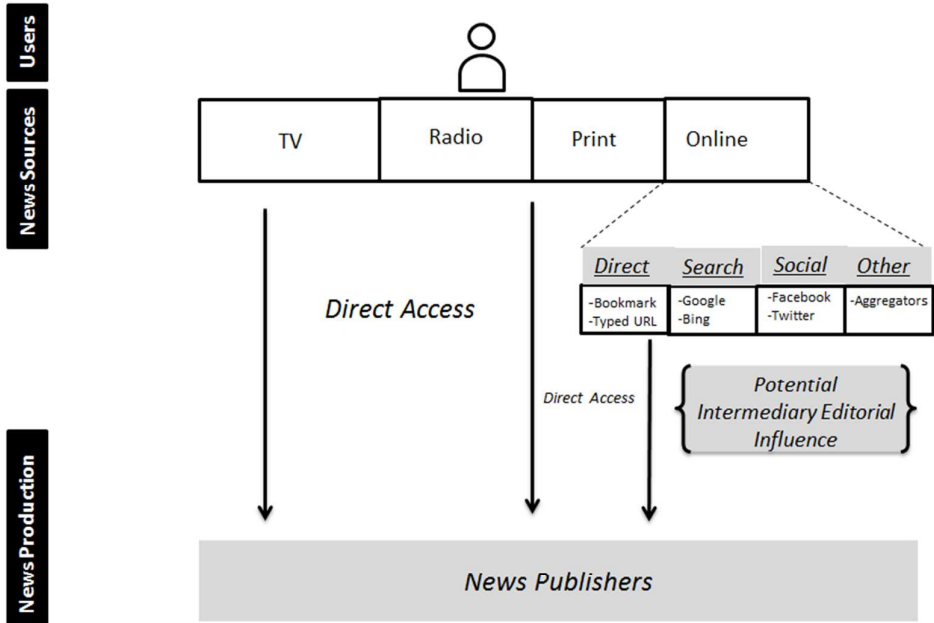 Users
News Sources
TV
Radio
Print
Online
Direct
Search
Social
Other
-Bookmark
-Typed URL
-Google
-Bing
-Facebook
-Twitter
-Aggregators
Direct Access
Direct Access
Potential
Intermediary Editorial
Influence
News Production
News Publishers